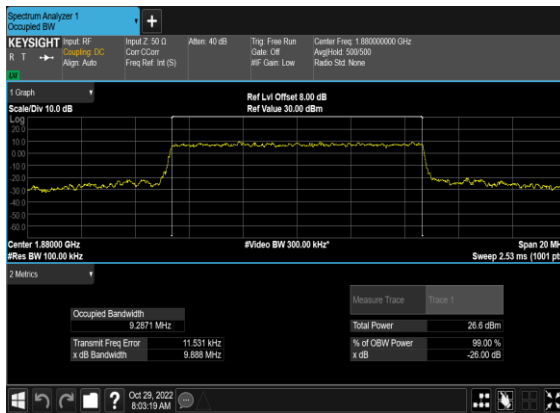 Spectrum Analyzer 1
Occupied BW
KEYSIGHT
R T
Input: RF
Coupling: DC
Align: Auto
Input Z: 50 Ω
Corr CCorr
Freq Ref: Int (S)
Atten: 40 dB
Trig: Free Run
Gate: Off
#IF Gain: Low
Center Freq: 1.880000000 GHz
Avg|Hold: 500/500
Radio Std: None
1 Graph
Scale/Div 10.0 dB
Ref Lvl Offset 8.00 dB
Ref Value 30.00 dBm
Log
20.0
10.0
0.00
-10.0
-20.0
-30.0
-40.0
-50.0
-60.0
Center 1.88000 GHz
#Res BW 100.00 kHz
#Video BW 300.00 kHz*
Span 20 MH
Sweep 2.53 ms (1001 pt
2 Metrics
Measure Trace Trace 1
Occupied Bandwidth
9.2871 MHz
Total Power 26.6 dBm
Transmit Freq Error 11.531 kHz
% of OBW Power 99.00 %
x dB Bandwidth 9.888 MHz
x dB -26.00 dB
?
Oct 29, 2022
8:03:19 AM